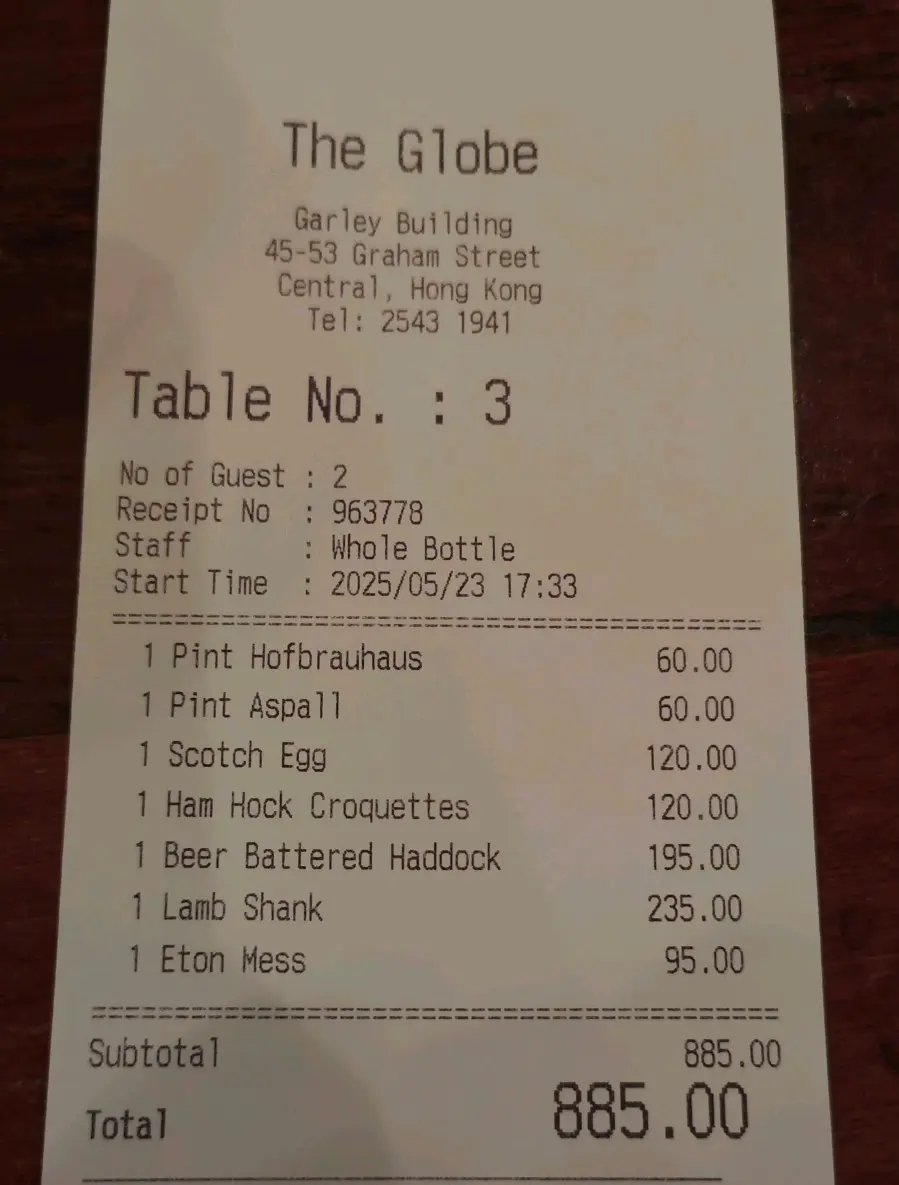 The Globe
Garley Building
45-53 Graham Street
Central, Hong Kong
Tel: 2543 1941
Table No. : 3
No of Guest : 2
Receipt No : 963778
Staff : Whole Bottle
Start Time : 2025/05/23 17:33
1 Pint Hofbrauhaus 60.00
1 Pint Aspall 60.00
1 Scotch Egg 120.00
1 Ham Hock Croquettes 120.00
1 Beer Battered Haddock 195.00
1 Lamb Shank 235.00
1 Eton Mess 95.00
Subtotal 885.00
Total 885.00